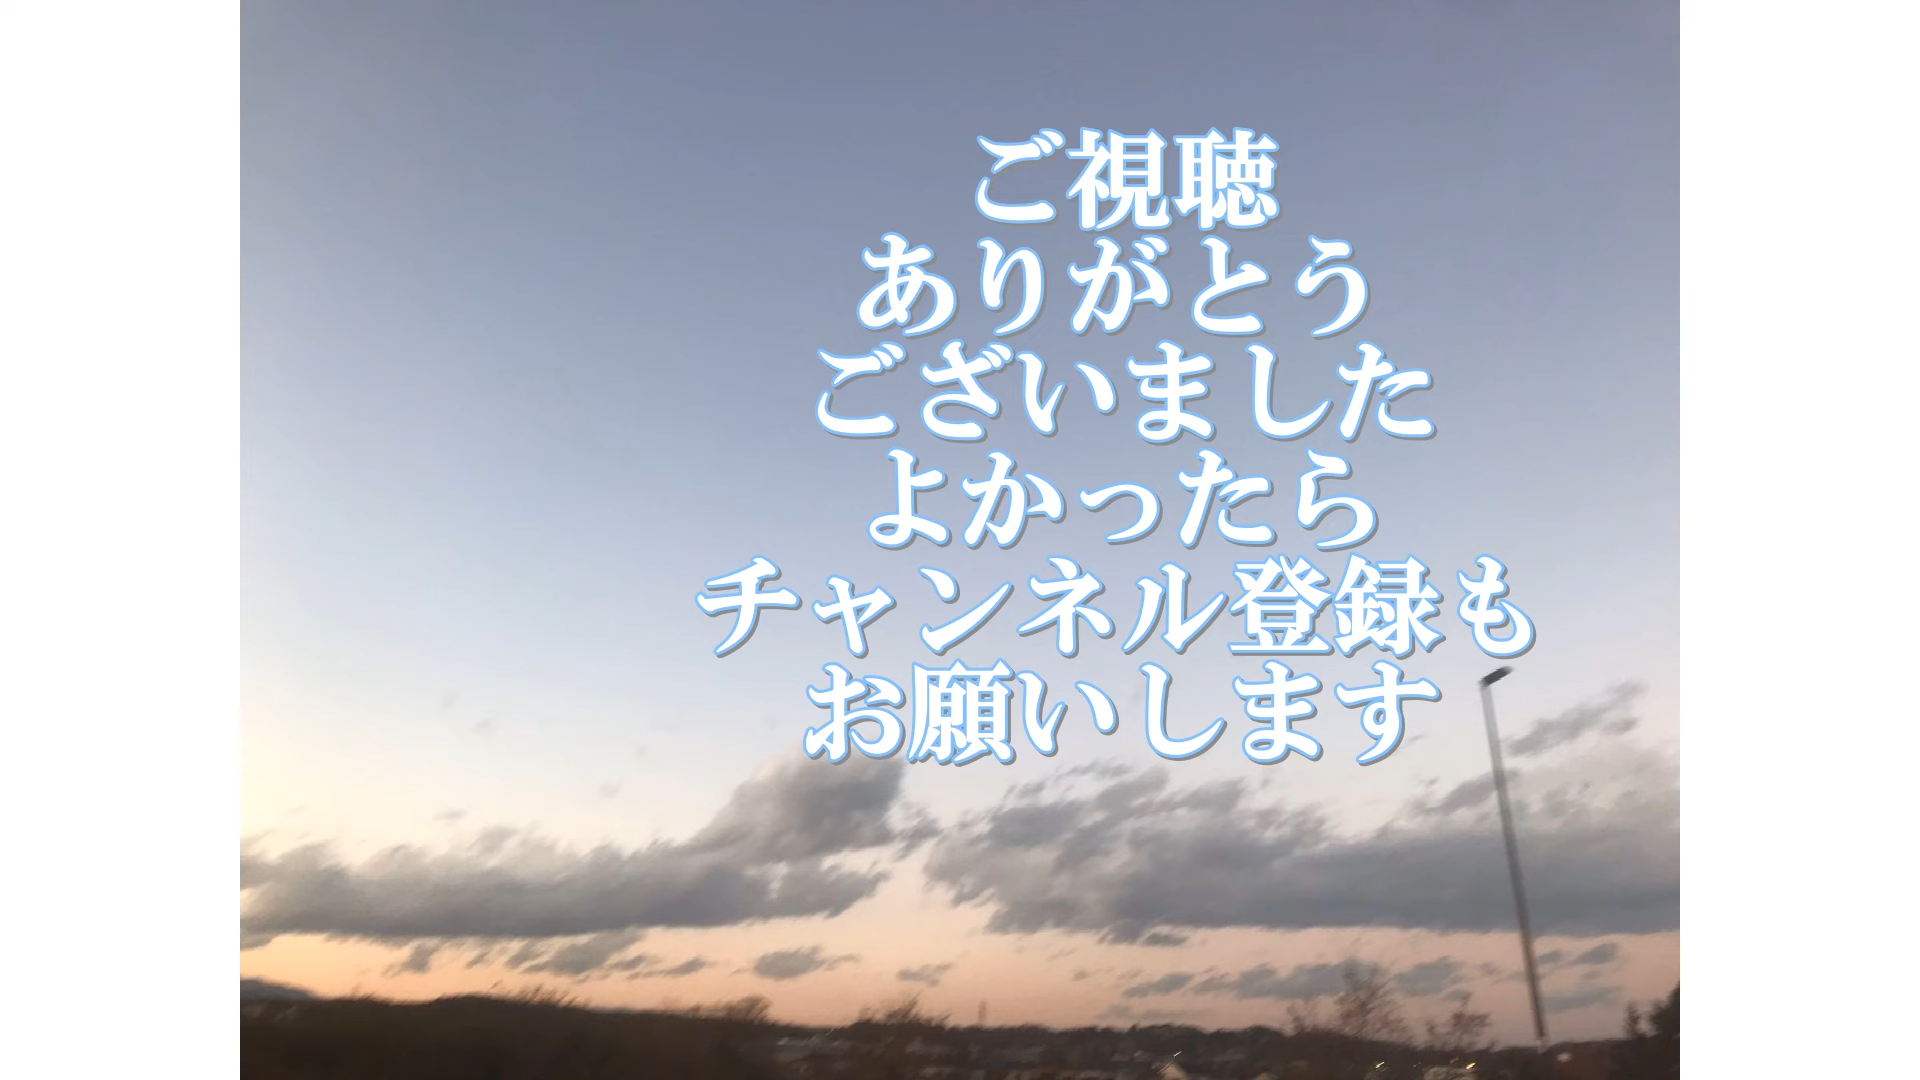 ご視聴
ありがとう
ございました
よかったら
チャンネル登録も
お願いします